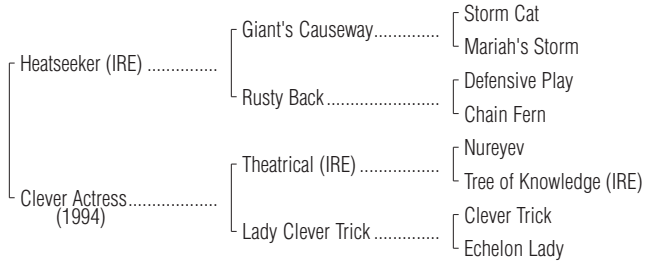 Storm Cat
Giant's Causeway..............
Mariah's Storm
Heatseeker (IRE) ...............
Defensive Play
Rusty Back........................
Chain Fern
Nureyev
Theatrical (IRE) .................
Tree of Knowledge (IRE)
Clever Actress...................
(1994)
Clever Trick
Lady Clever Trick ..............
Echelon Lady